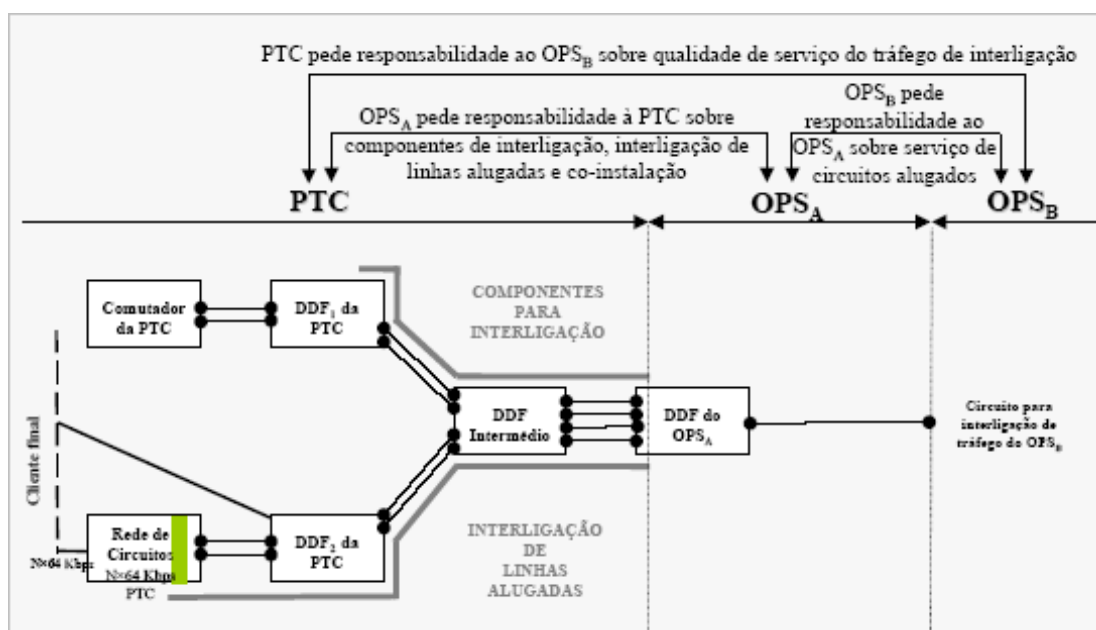 PTC pede responsabilidade ao OPSB sobre qualidade de serviço do tráfego de interligação
OPSA pede responsabilidade à PTC sobre
componentes de interligação, interligação de
linhas alugadas e co-instalação
OPSB pede
responsabilidade ao
OPSA sobre serviço de
circuitos alugados
PTC
OPSA
OPSB
COMPONENTES
PARA
INTERLIGAÇÃO
Comutador
da PTC
DDF1 da
PTC
DDF
Intermédio
DDF do
OPSA
Circuito para
interligação de
tráfego do OPSB
Cliente final
Rede de
Circuitos
N×64 Kbps
PTC
N×64 Kbps
DDF2 da
PTC
INTERLIGAÇÃO
DE
LINHAS
ALUGADAS